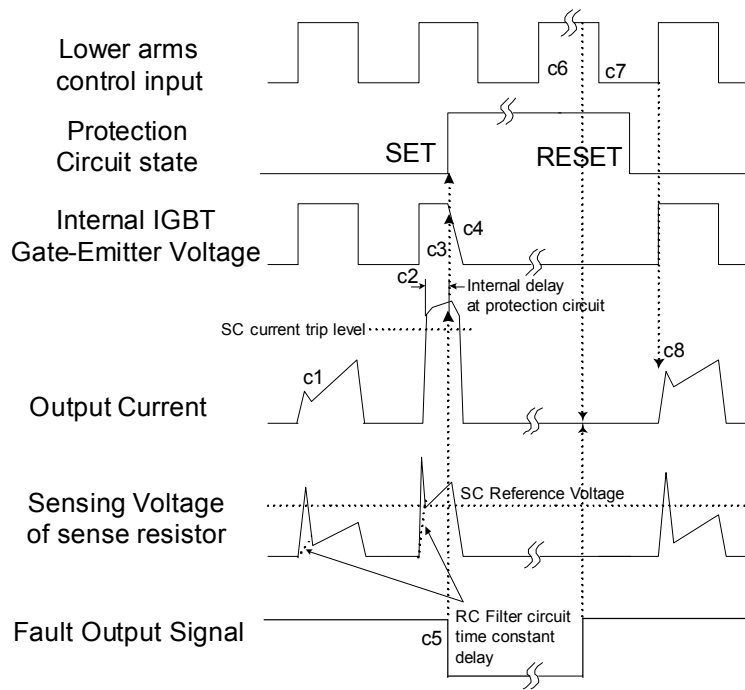 Lower arms
control input
c6
c7
Protection
Circuit state
SET
RESET
Internal IGBT
Gate-Emitter Voltage
c3
c4
c2
Internal delay
at protection circuit
SC current trip level
c1
c8
Output Current
SC Reference Voltage
Sensing Voltage
of sense resistor
Fault Output Signal
c5
RC Filter circuit
time constant
delay